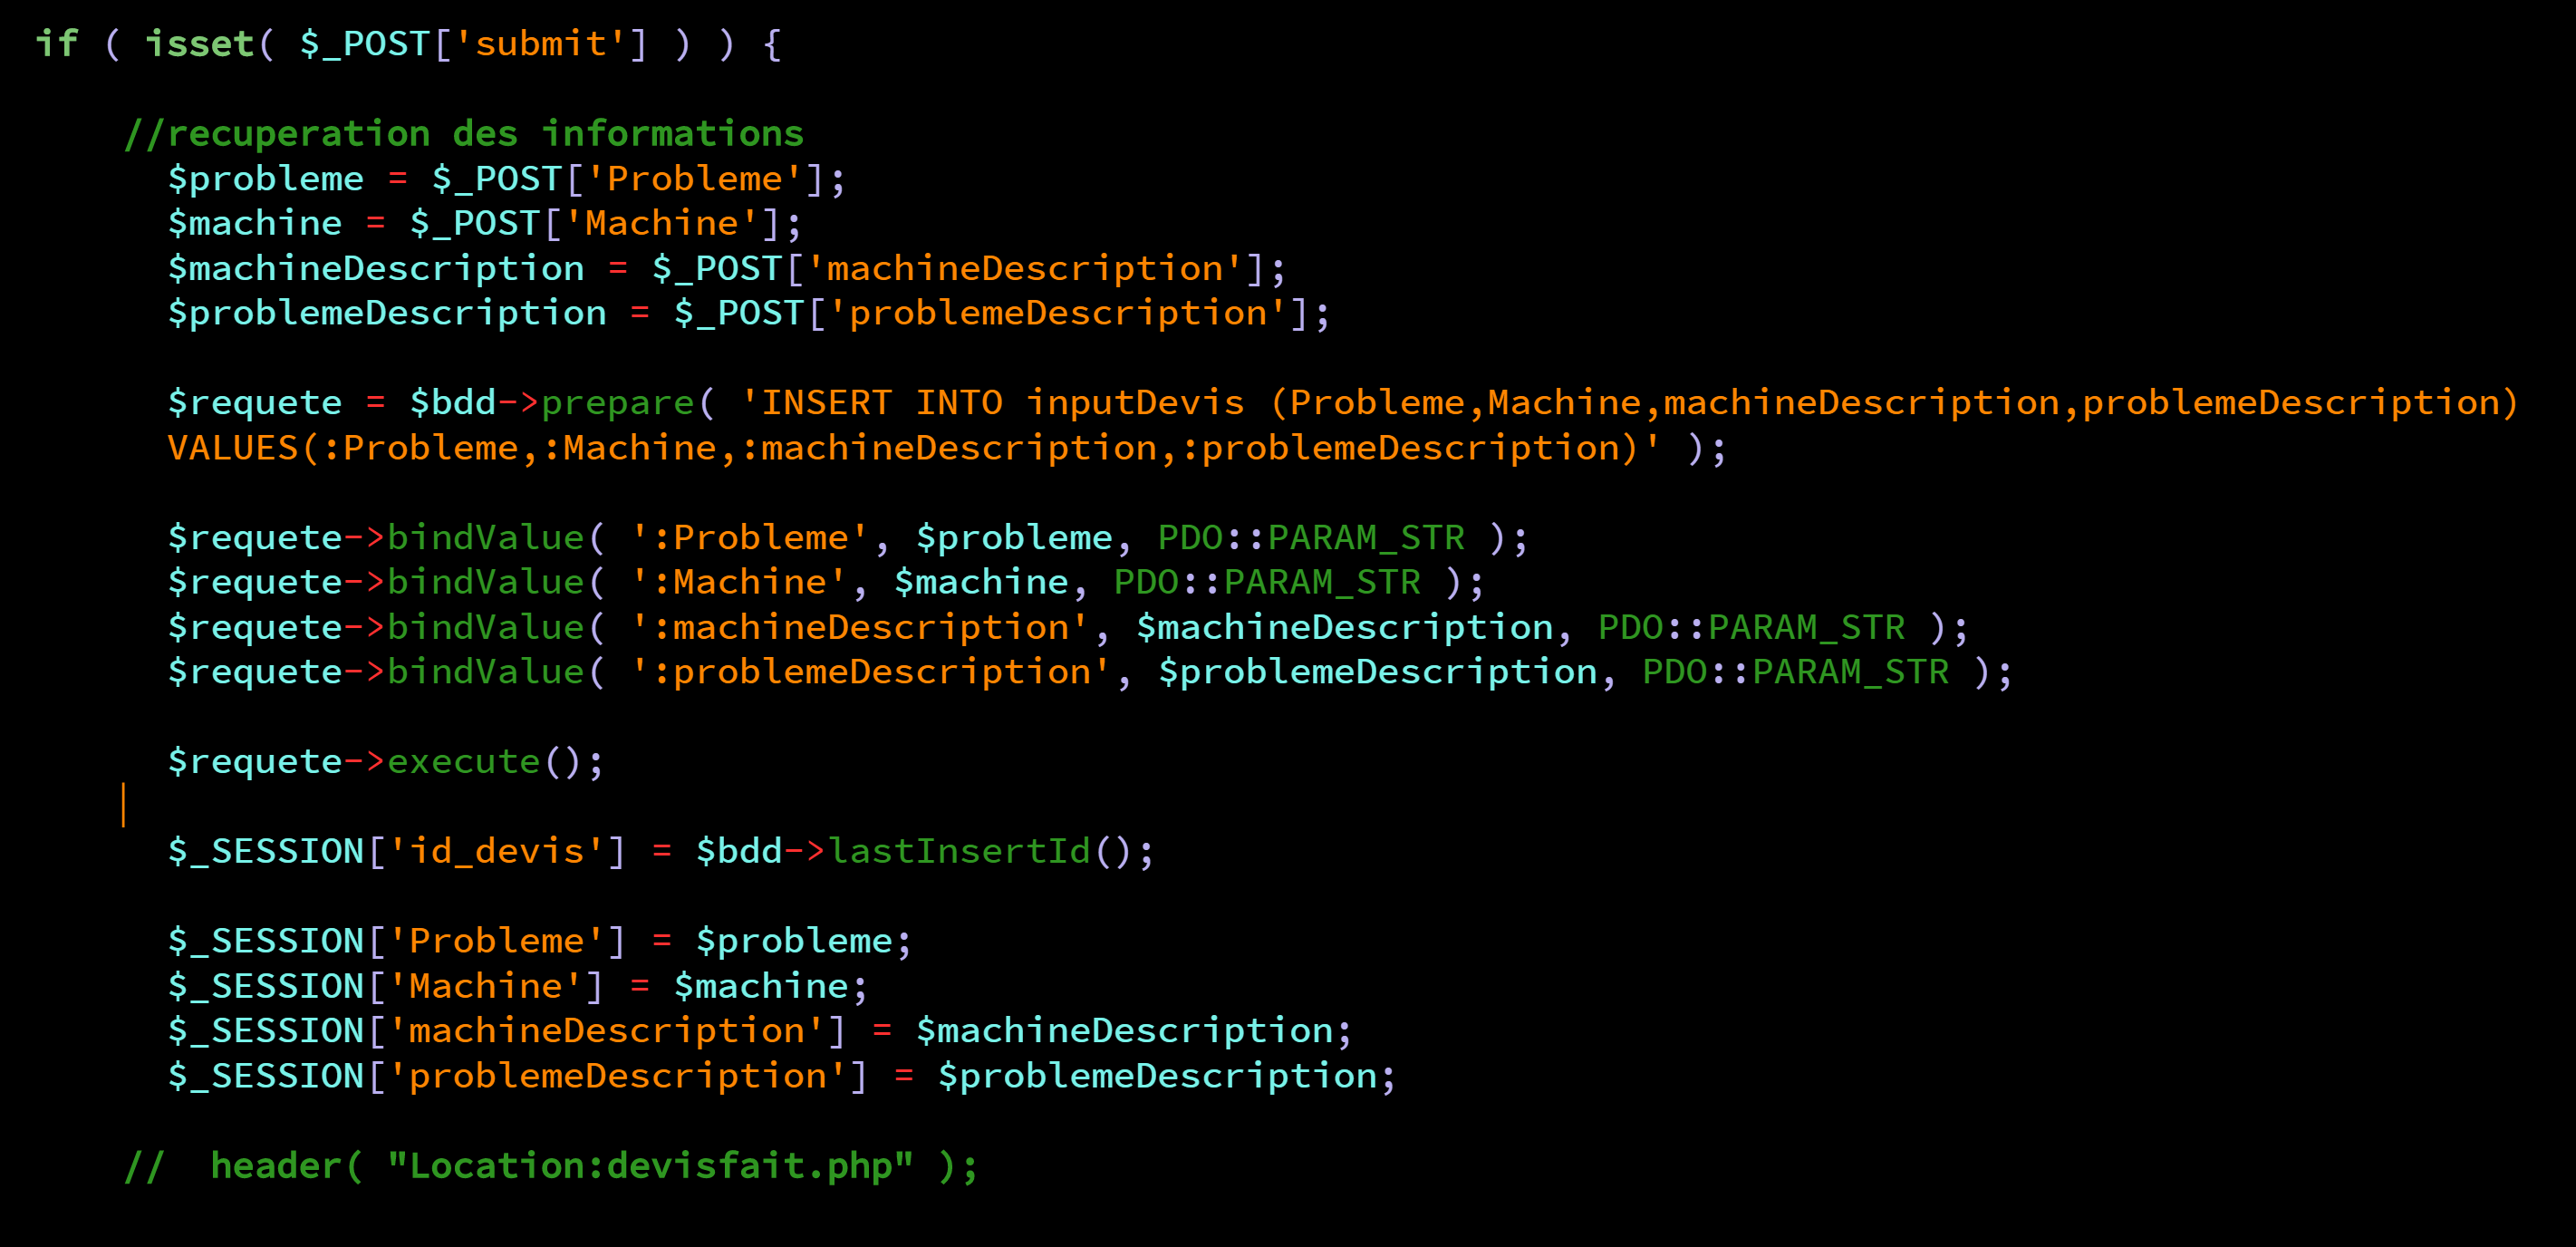 if ( isset( $_POST['submit'] ) ) {
//recuperation des informations
$probleme = $_POST['Probleme'];
$machine = $_POST['Machine'];
$machineDescription = $_POST['machineDescription'];
$problemeDescription = $_POST['problemeDescription'];
$requete = $bdd->prepare( 'INSERT INTO inputDevis (Probleme,Machine,machineDescription,problemeDescription)
VALUES(:Probleme,:Machine,:machineDescription,:problemeDescription)' );
$requete->bindValue( ':Probleme', $probleme, PDO::PARAM_STR );
$requete->bindValue( ':Machine', $machine, PDO::PARAM_STR );
$requete->bindValue( ':machineDescription', $machineDescription, PDO::PARAM_STR );
$requete->bindValue( ':problemeDescription', $problemeDescription, PDO::PARAM_STR );
$requete->execute();
$_SESSION['id_devis'] = $bdd->lastInsertId();
$_SESSION['Probleme'] = $probleme;
$_SESSION['Machine'] = $machine;
$_SESSION['machineDescription'] = $machineDescription;
$_SESSION['problemeDescription'] = $problemeDescription;
//  header( "Location:devisfait.php" );